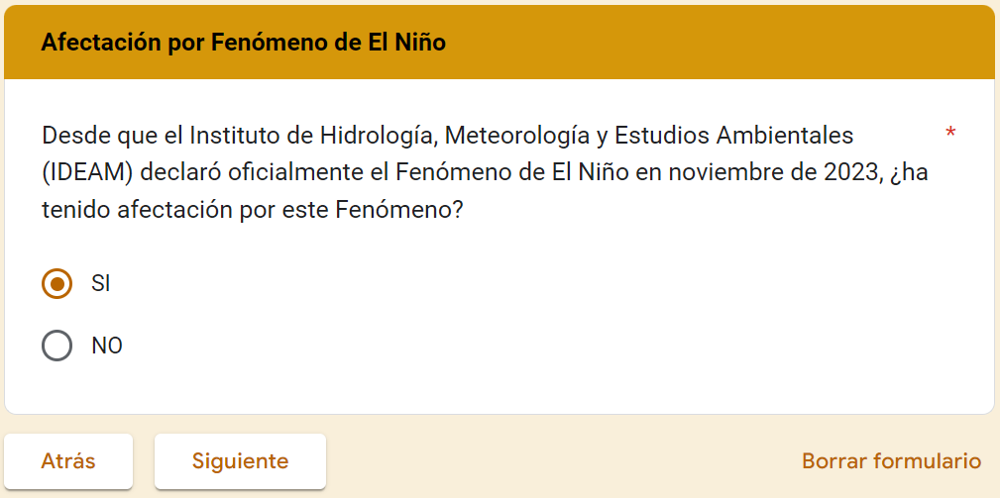 Afectación por Fenómeno de El Niño
Desde que el Instituto de Hidrología, Meteorología y Estudios Ambientales *
(IDEAM) declaró oficialmente el Fenómeno de El Niño en noviembre de 2023, ¿ha
tenido afectación por este Fenómeno?
SI
NO
Atrás
Siguiente
Borrar formulario